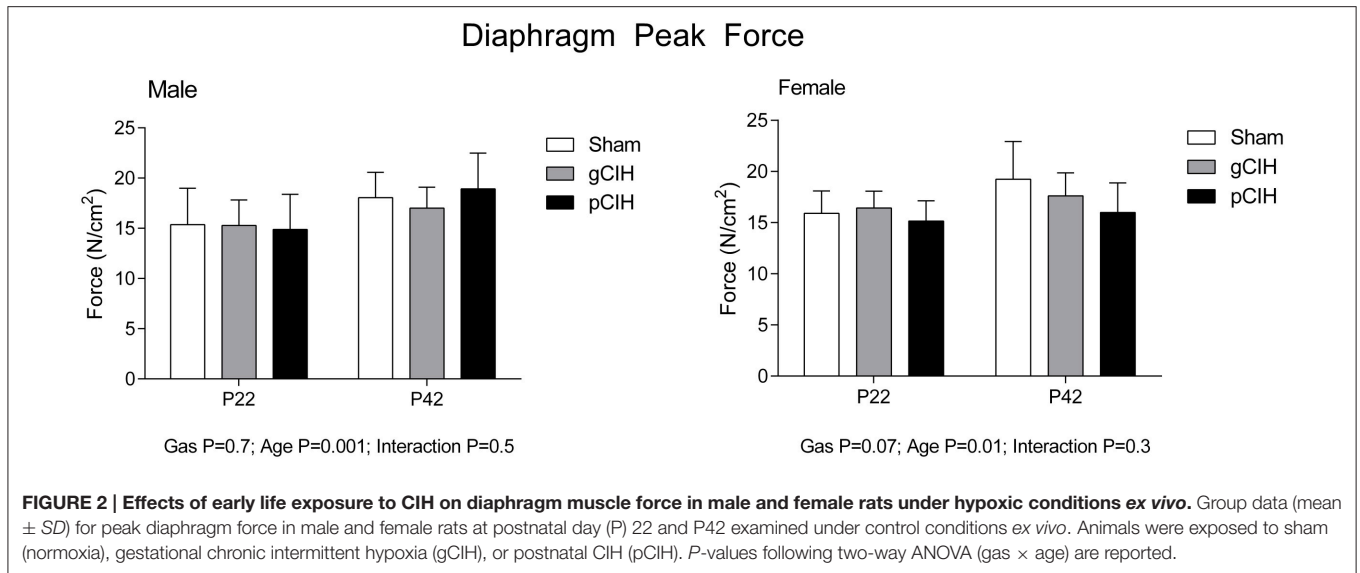 Diaphragm Peak Force
Male
25
20
15
10
5
0
Force (N/cm²)
P22
P42
Sham
gCIH
pCIH
Gas P=0.7; Age P=0.001; Interaction P=0.5
Female
25
20
15
10
5
0
Force (N/cm²)
P22
P42
Sham
gCIH
pCIH
Gas P=0.07; Age P=0.01; Interaction P=0.3
FIGURE 2 | Effects of early life exposure to CIH on diaphragm muscle force in male and female rats under hypoxic conditions ex vivo. Group data (mean
± SD) for peak diaphragm force in male and female rats at postnatal day (P) 22 and P42 examined under control conditions ex vivo. Animals were exposed to sham
(normoxia), gestational chronic intermittent hypoxia (gCIH), or postnatal CIH (pCIH). P-values following two-way ANOVA (gas × age) are reported.